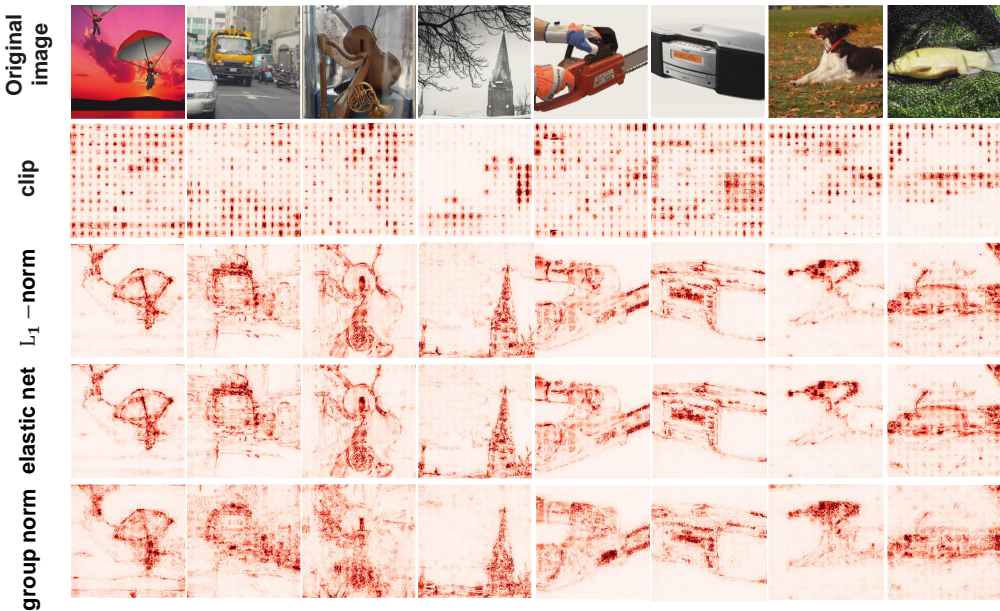 Original
image
clip
L₁ −norm
elastic net
group norm